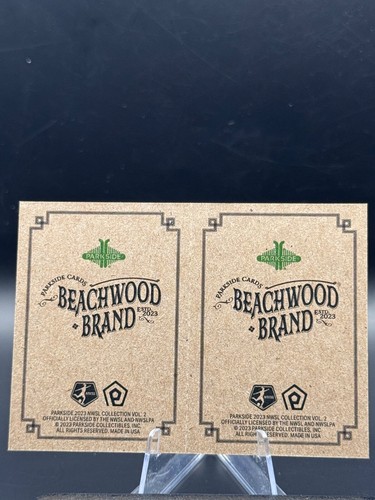 PARKSIDE
PARKSIDE CARDS
BEACHWOOD
BRAND
ESTD.
2023
PARKSIDE 2023 NWSL COLLECTION VOL. 2
OFFICIALLY LICENSED BY THE NWSL AND NWSLPA
© 2023 PARKSIDE COLLECTIBLES, INC.
ALL RIGHTS RESERVED. MADE IN USA.
PARKSIDE
PARKSIDE CARDS
BEACHWOOD
BRAND
ESTD.
2023
PARKSIDE 2023 NWSL COLLECTION VOL. 2
OFFICIALLY LICENSED BY THE NWSL AND NWSLPA
© 2023 PARKSIDE COLLECTIBLES, INC.
ALL RIGHTS RESERVED. MADE IN USA.